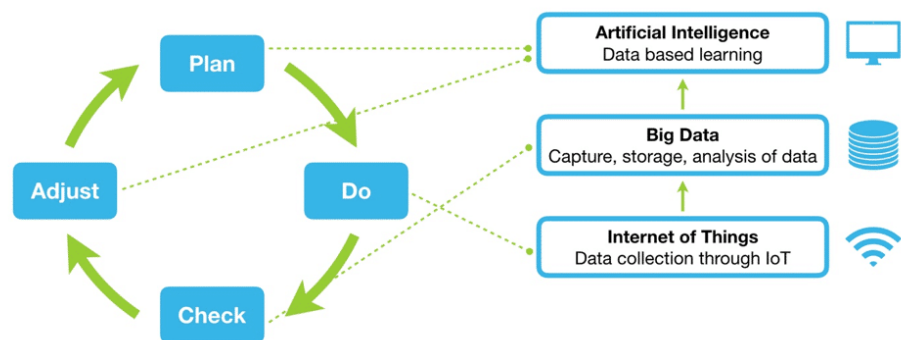 Plan
Do
Check
Adjust
Artificial Intelligence
Data based learning
Big Data
Capture, storage, analysis of data
Internet of Things
Data collection through IoT